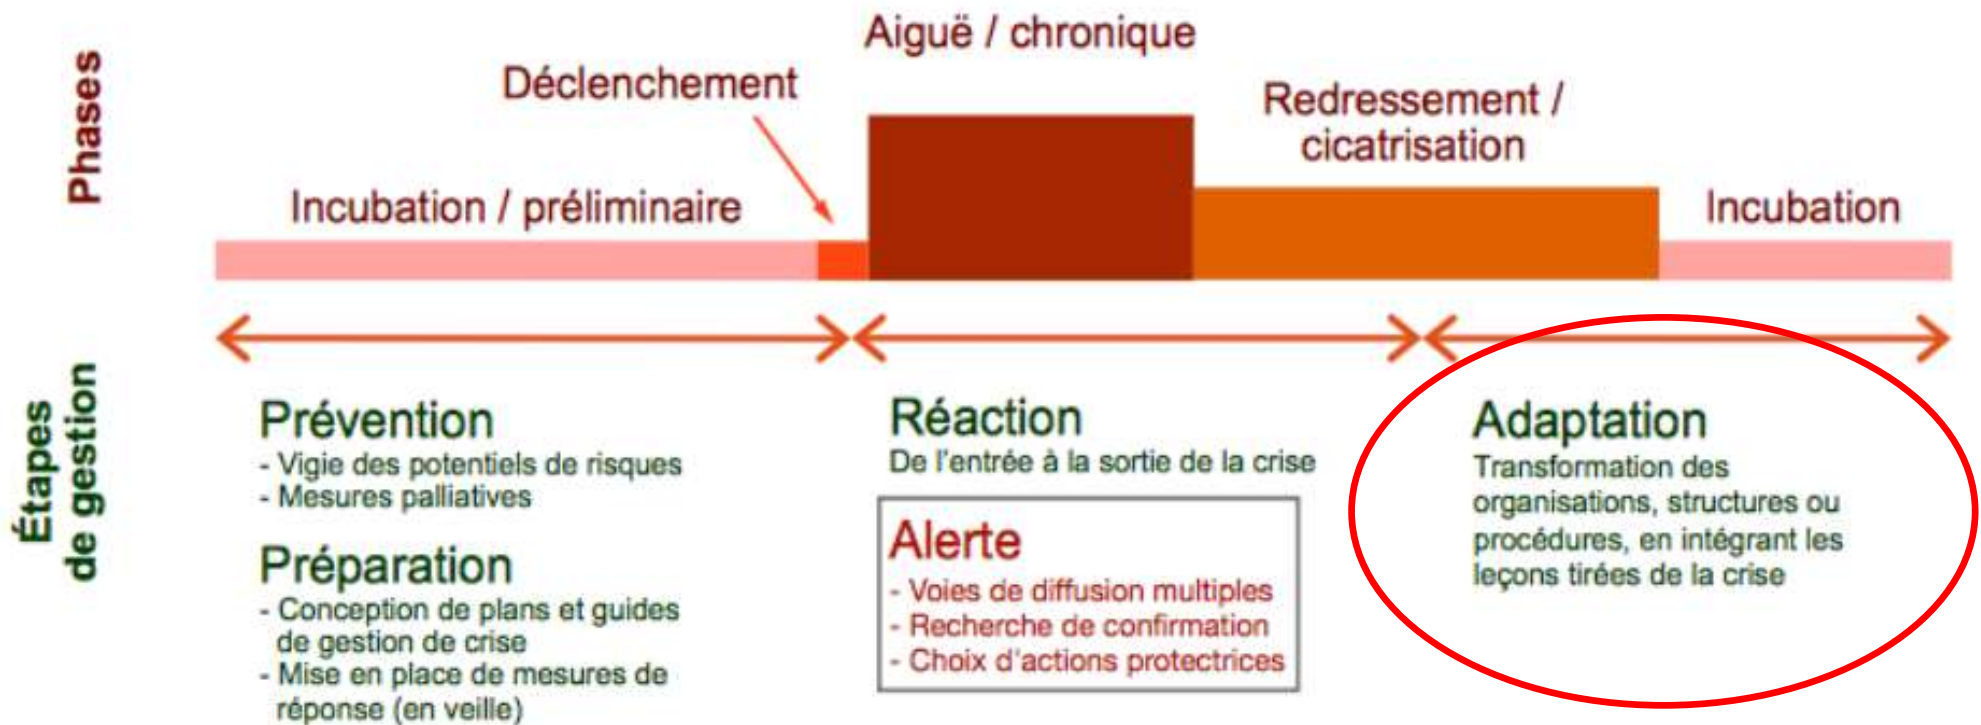 Phases
Aiguë / chronique
Déclenchement
Redressement /
cicatrisation
Incubation / préliminaire
Incubation
Étapes
de gestion
Prévention
- Vigie des potentiels de risques
- Mesures palliatives
Préparation
- Conception de plans et guides
de gestion de crise
- Mise en place de mesures de
réponse (en veille)
Réaction
De l'entrée à la sortie de la crise
Alerte
- Voies de diffusion multiples
- Recherche de confirmation
- Choix d'actions protectrices
Adaptation
Transformation des
organisations, structures ou
procédures, en intégrant les
leçons tirées de la crise